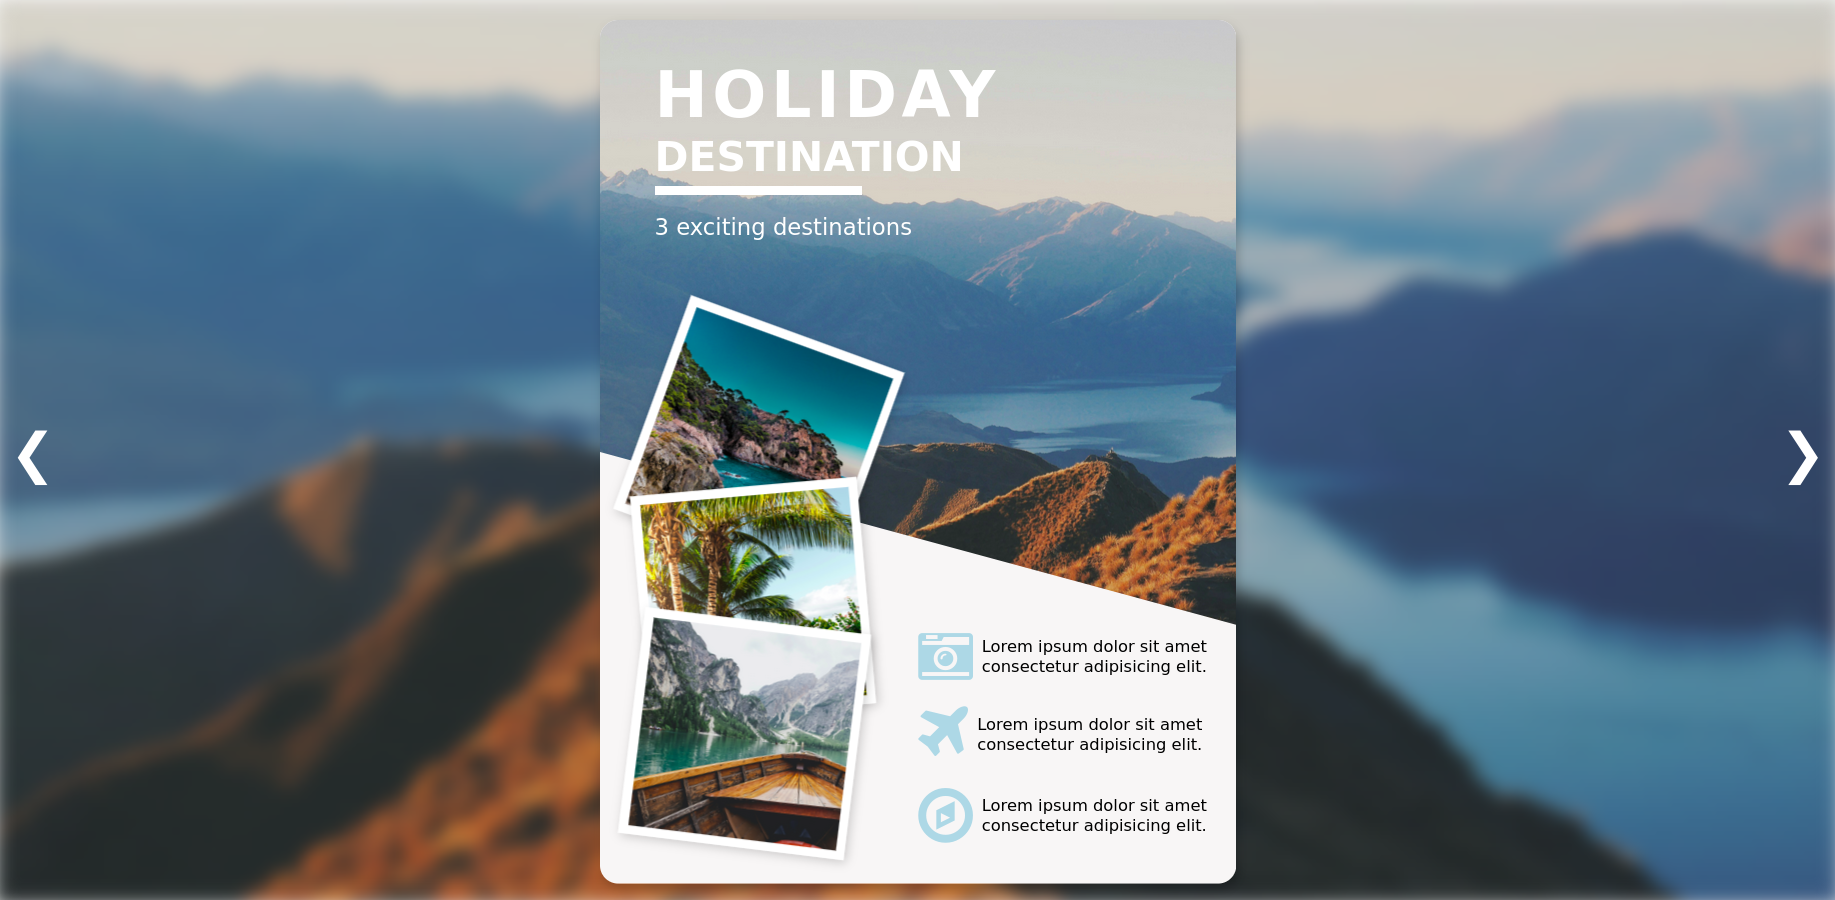 HOLIDAY
DESTINATION
3 exciting destinations
Lorem ipsum dolor sit amet
consectetur adipisicing elit.
Lorem ipsum dolor sit amet
consectetur adipisicing elit.
Lorem ipsum dolor sit amet
consectetur adipisicing elit.